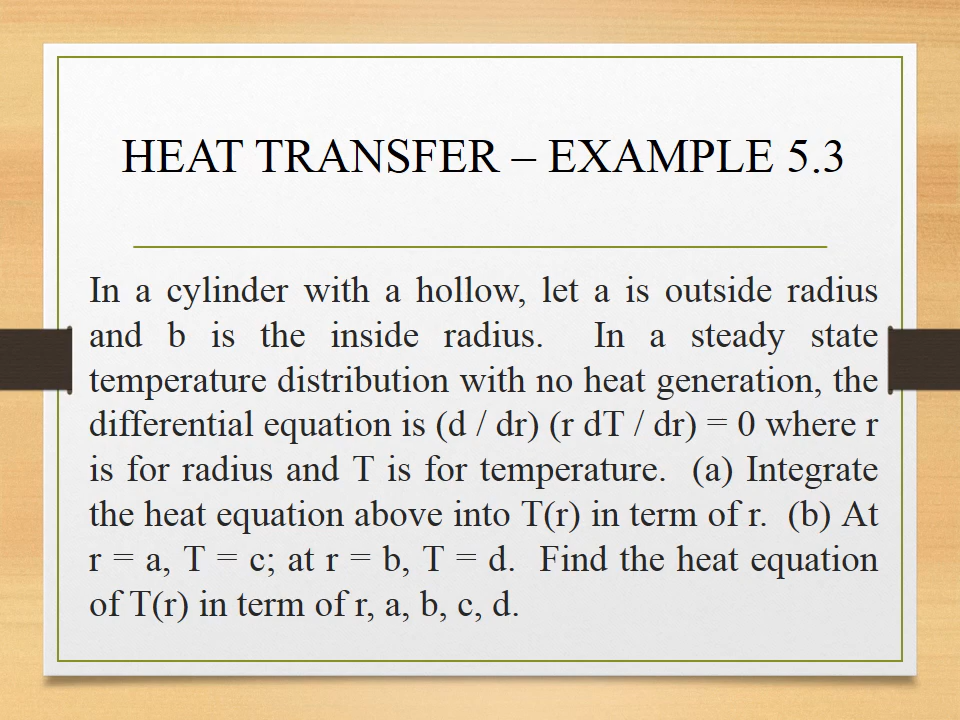 HEAT TRANSFER – EXAMPLE 5.3
In a cylinder with a hollow, let a is outside radius
and b is the inside radius. In a steady state
temperature distribution with no heat generation, the
differential equation is (d / dr) (r dT / dr) = 0 where r
is for radius and T is for temperature. (a) Integrate
the heat equation above into T(r) in term of r. (b) At
r = a, T = c; at r = b, T = d. Find the heat equation
of T(r) in term of r, a, b, c, d.